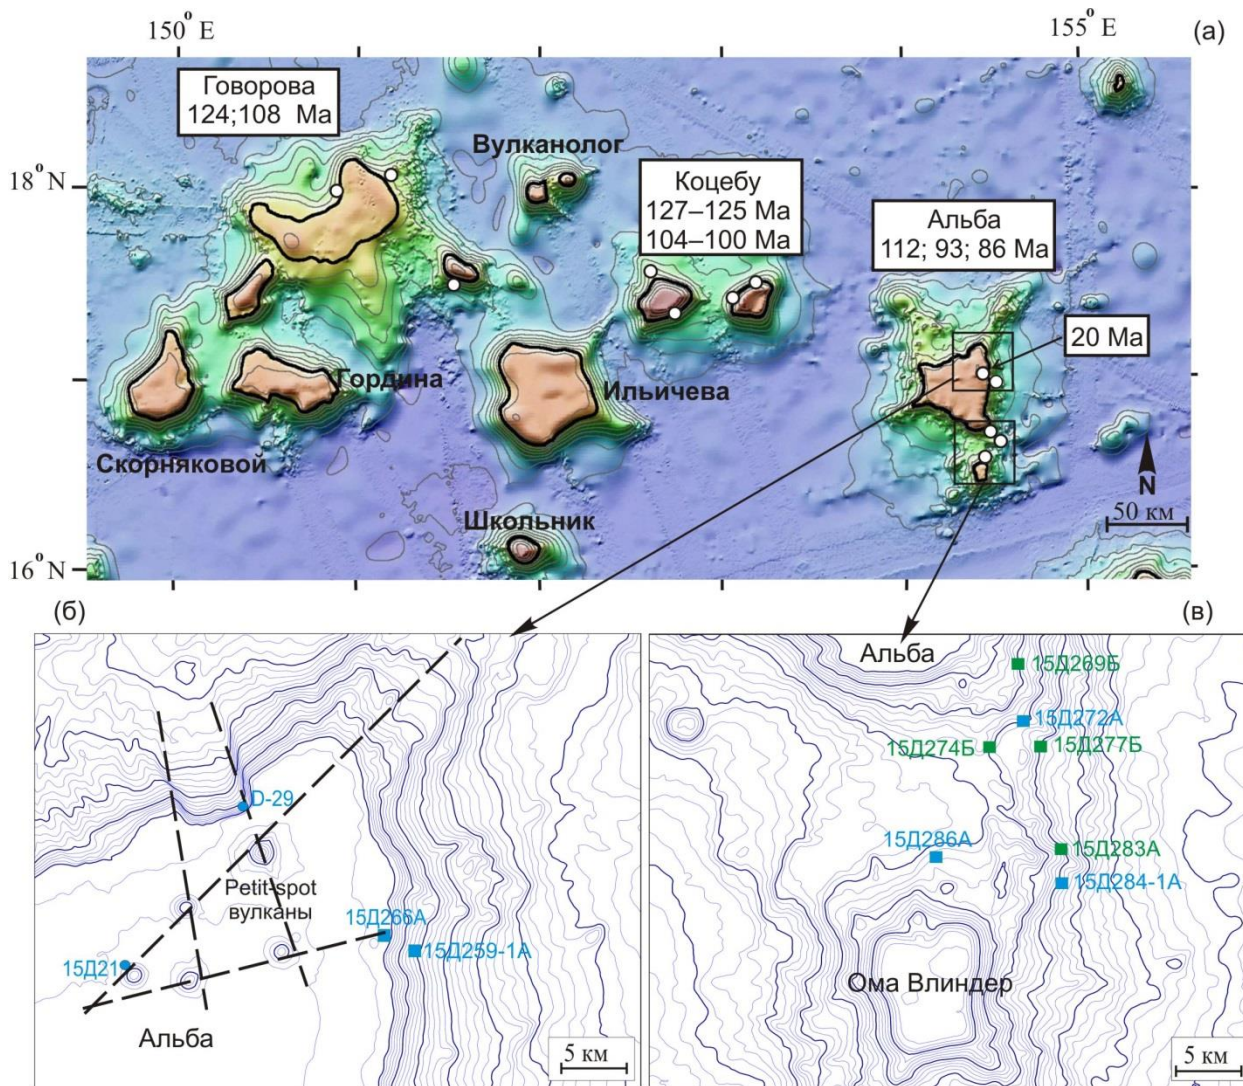 150° E
155° E
(а)
Говорова
124;108 Ma
Вулканолог
18° N
Коцебу
127–125 Ma
104–100 Ma
Альба
112; 93; 86 Ma
20 Ma
Гордина
Ильичева
Скорняковой
N
50 км
Школьник
16° N
(б)
(в)
D-29
Petit-spot
вулканы
15Д266А
15Д259-1А
15Д21
Альба
5 км
Альба
15Д269Б
15Д272А
15Д274Б
15Д277Б
15Д286А
15Д283А
15Д284-1А
Ома Влиндер
5 км